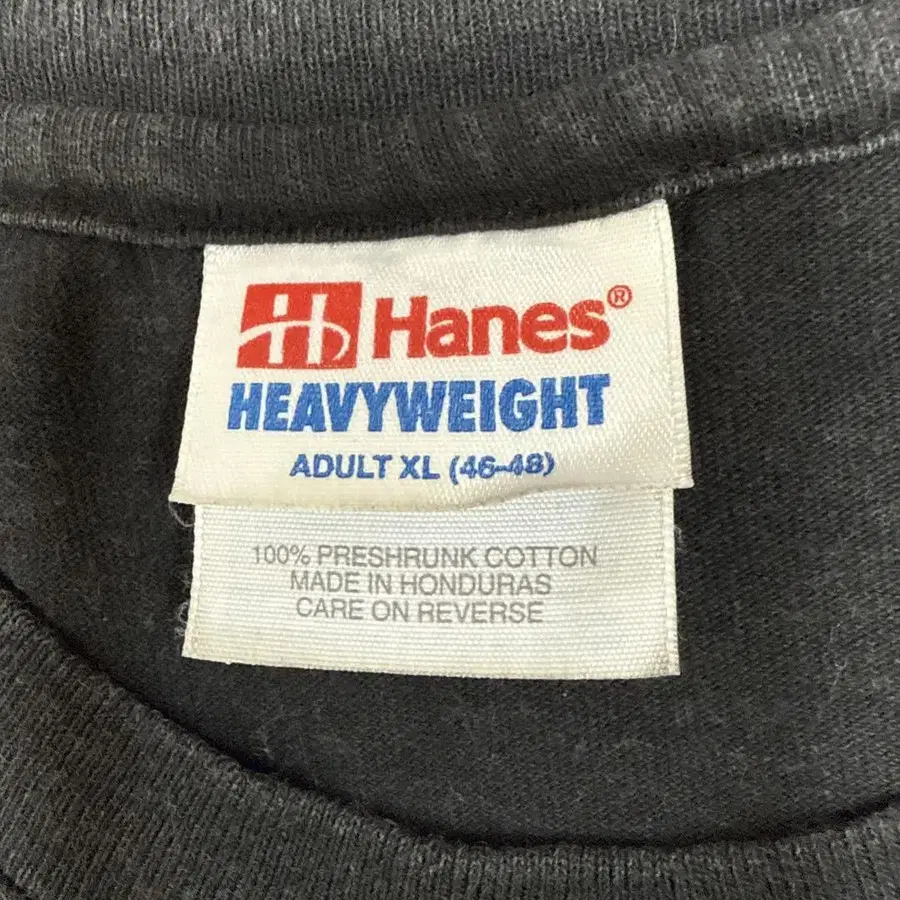 H Hanes®
HEAVYWEIGHT
ADULT XL (46-48)
100% PRESHRUNK COTTON
MADE IN HONDURAS
CARE ON REVERSE